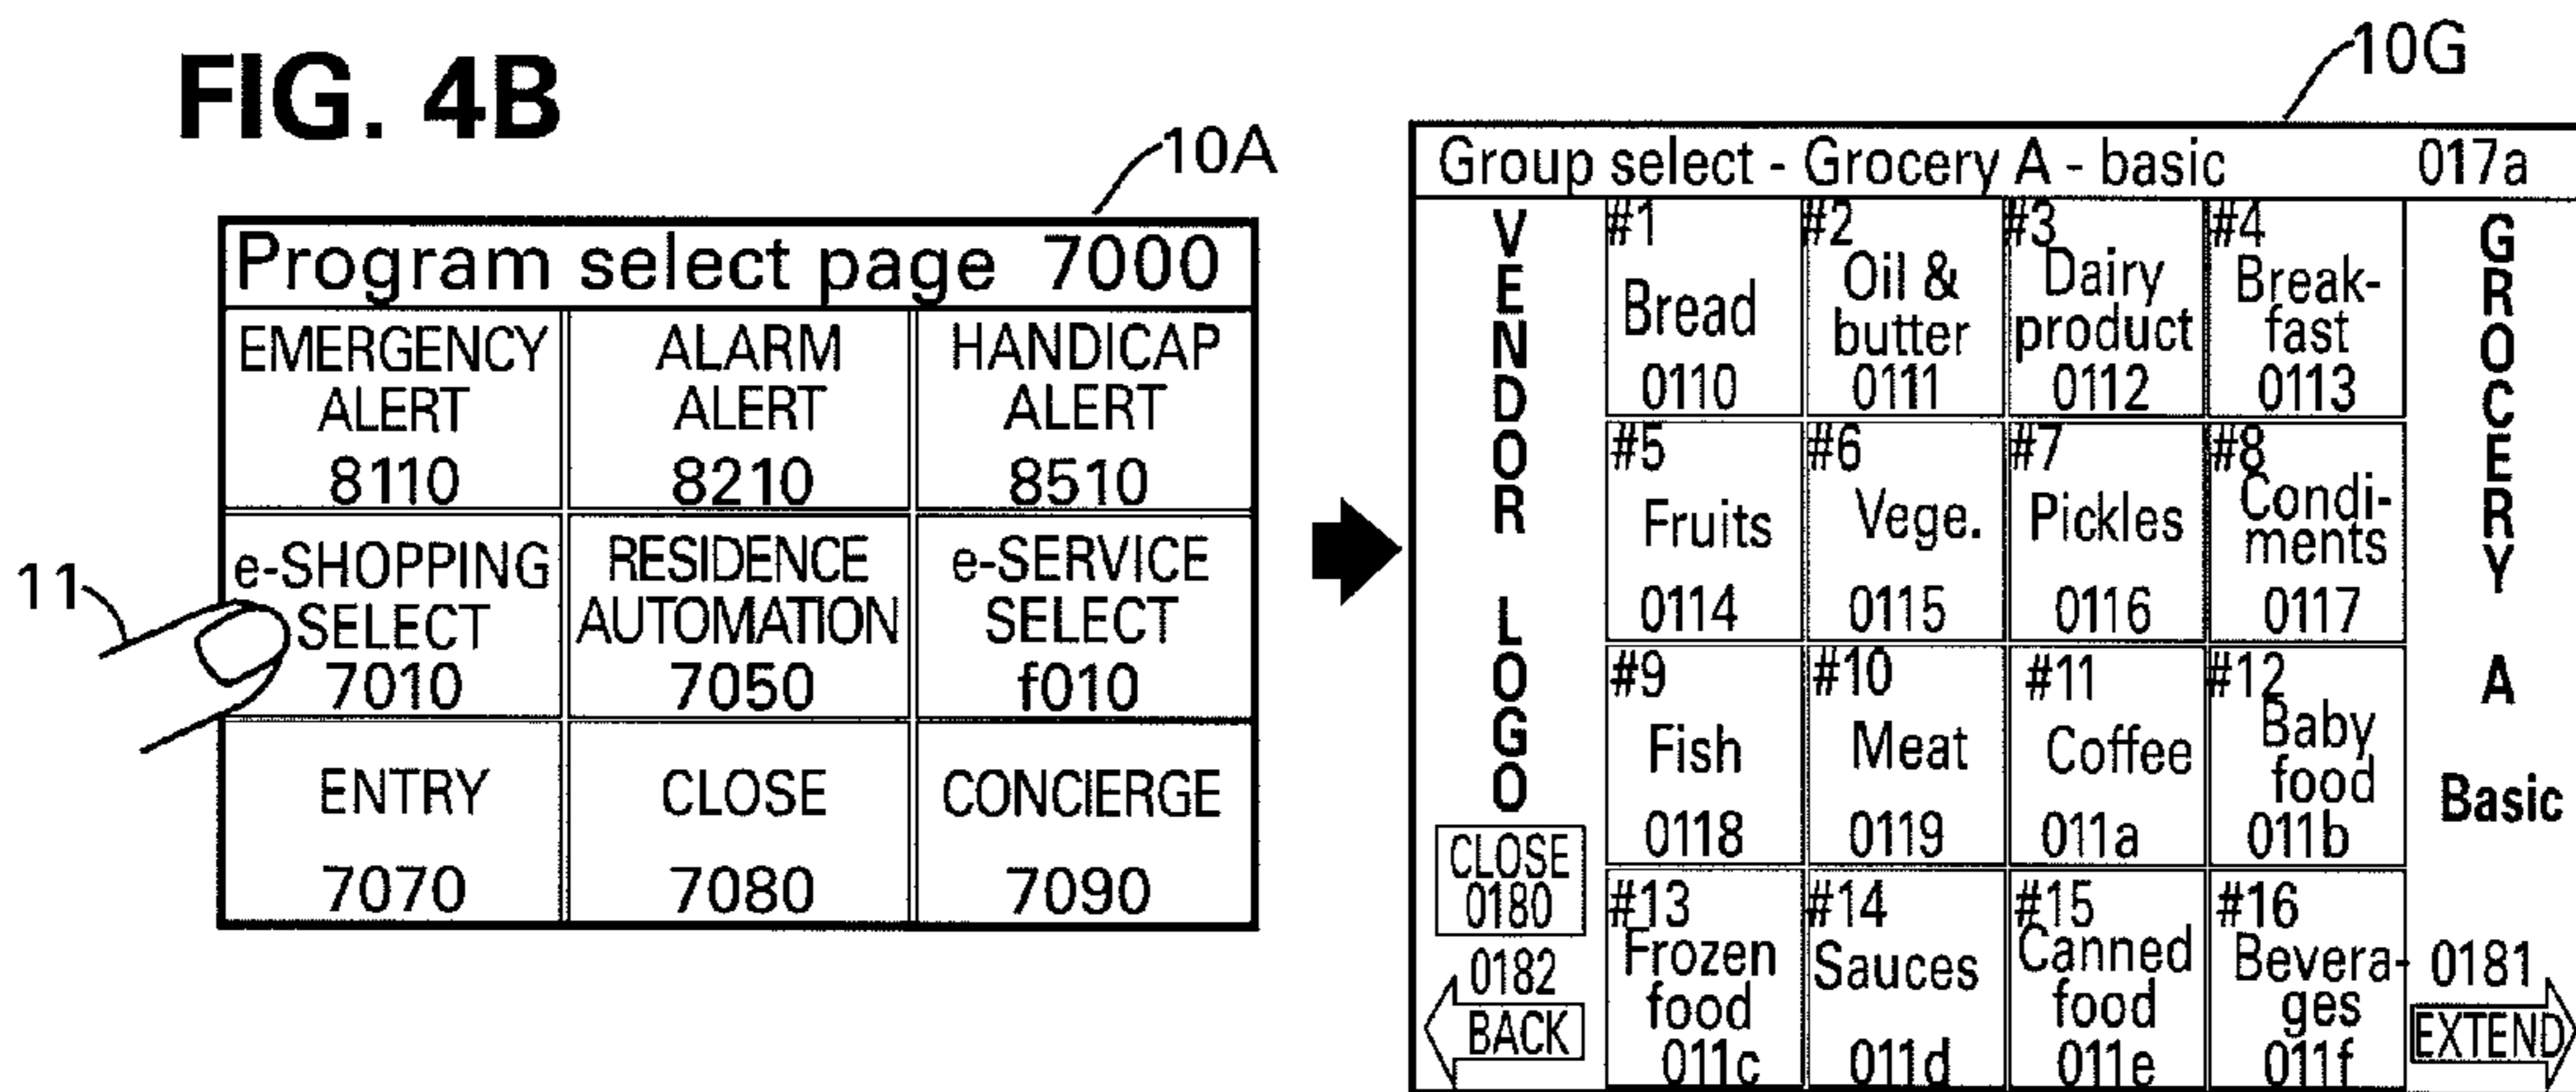 FIG. 4B
10A
Program select page 7000
EMERGENCY
ALERT
8110
ALARM
ALERT
8210
HANDICAP
ALERT
8510
e-SHOPPING
SELECT
7010
RESIDENCE
AUTOMATION
7050
e-SERVICE
SELECT
f010
ENTRY
7070
CLOSE
7080
CONCIERGE
7090
11
10G
Group select - Grocery A - basic 017a
VENDOR LOGO
#1
Bread
0110
#2
Oil &
butter
0111
#3
Dairy
product
0112
#4
Break-
fast
0113
#5
Fruits
0114
#6
Vege.
0115
#7
Pickles
0116
#8
Condi-
ments
0117
#9
Fish
0118
#10
Meat
0119
#11
Coffee
011a
#12
Baby
food
011b
#13
Frozen
food
011c
#14
Sauces
011d
#15
Canned
food
011e
#16
Bevera-
ges
011f
CLOSE
0180
0182
BACK
GROCERY A
Basic
0181
EXTEND